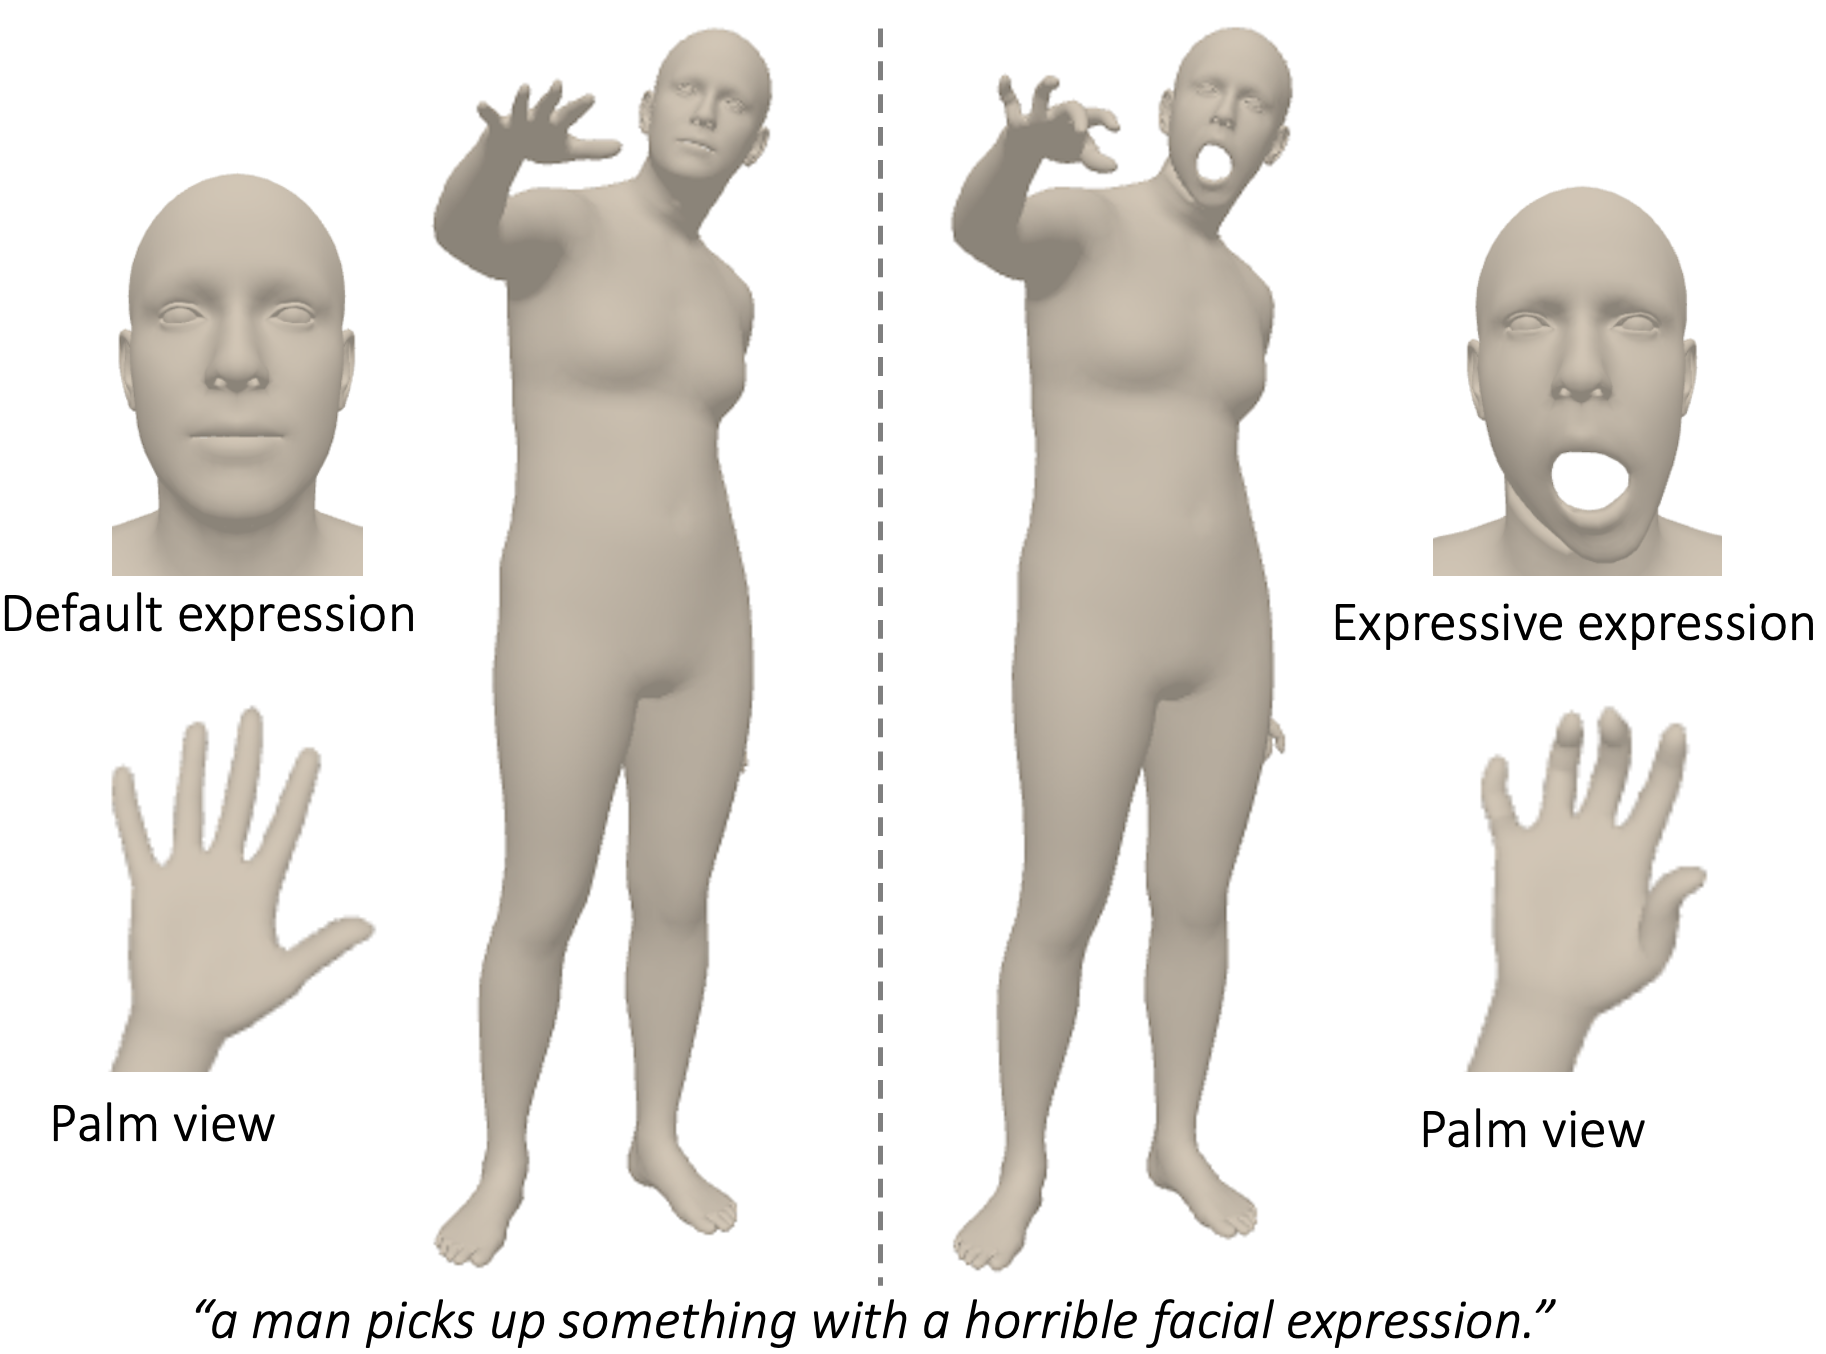 Default expression
Expressive expression
Palm view
Palm view
“a man picks up something with a horrible facial expression.”